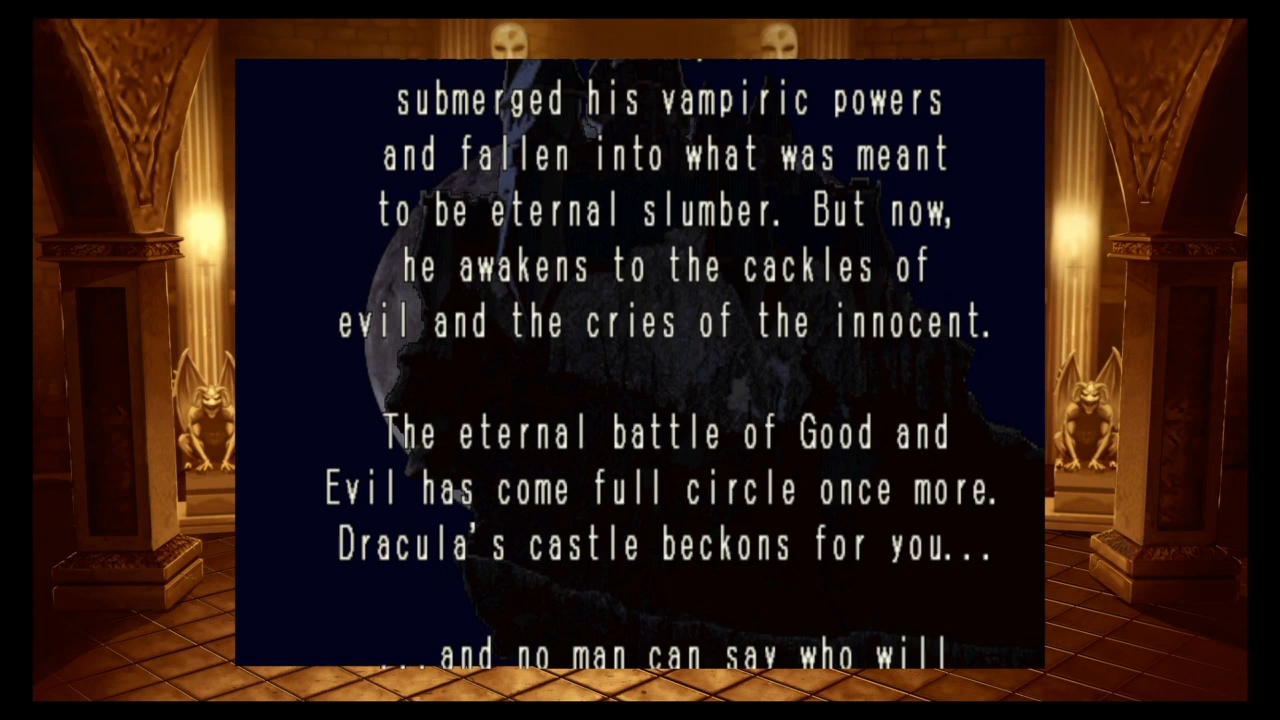 submerged his vampiric powers
and fallen into what was meant
to be eternal slumber. But now,
he awakens to the cackles of
evil and the cries of the innocent.
The eternal battle of Good and
Evil has come full circle once more.
Dracula's castle beckons for you...
...and no man can say who will